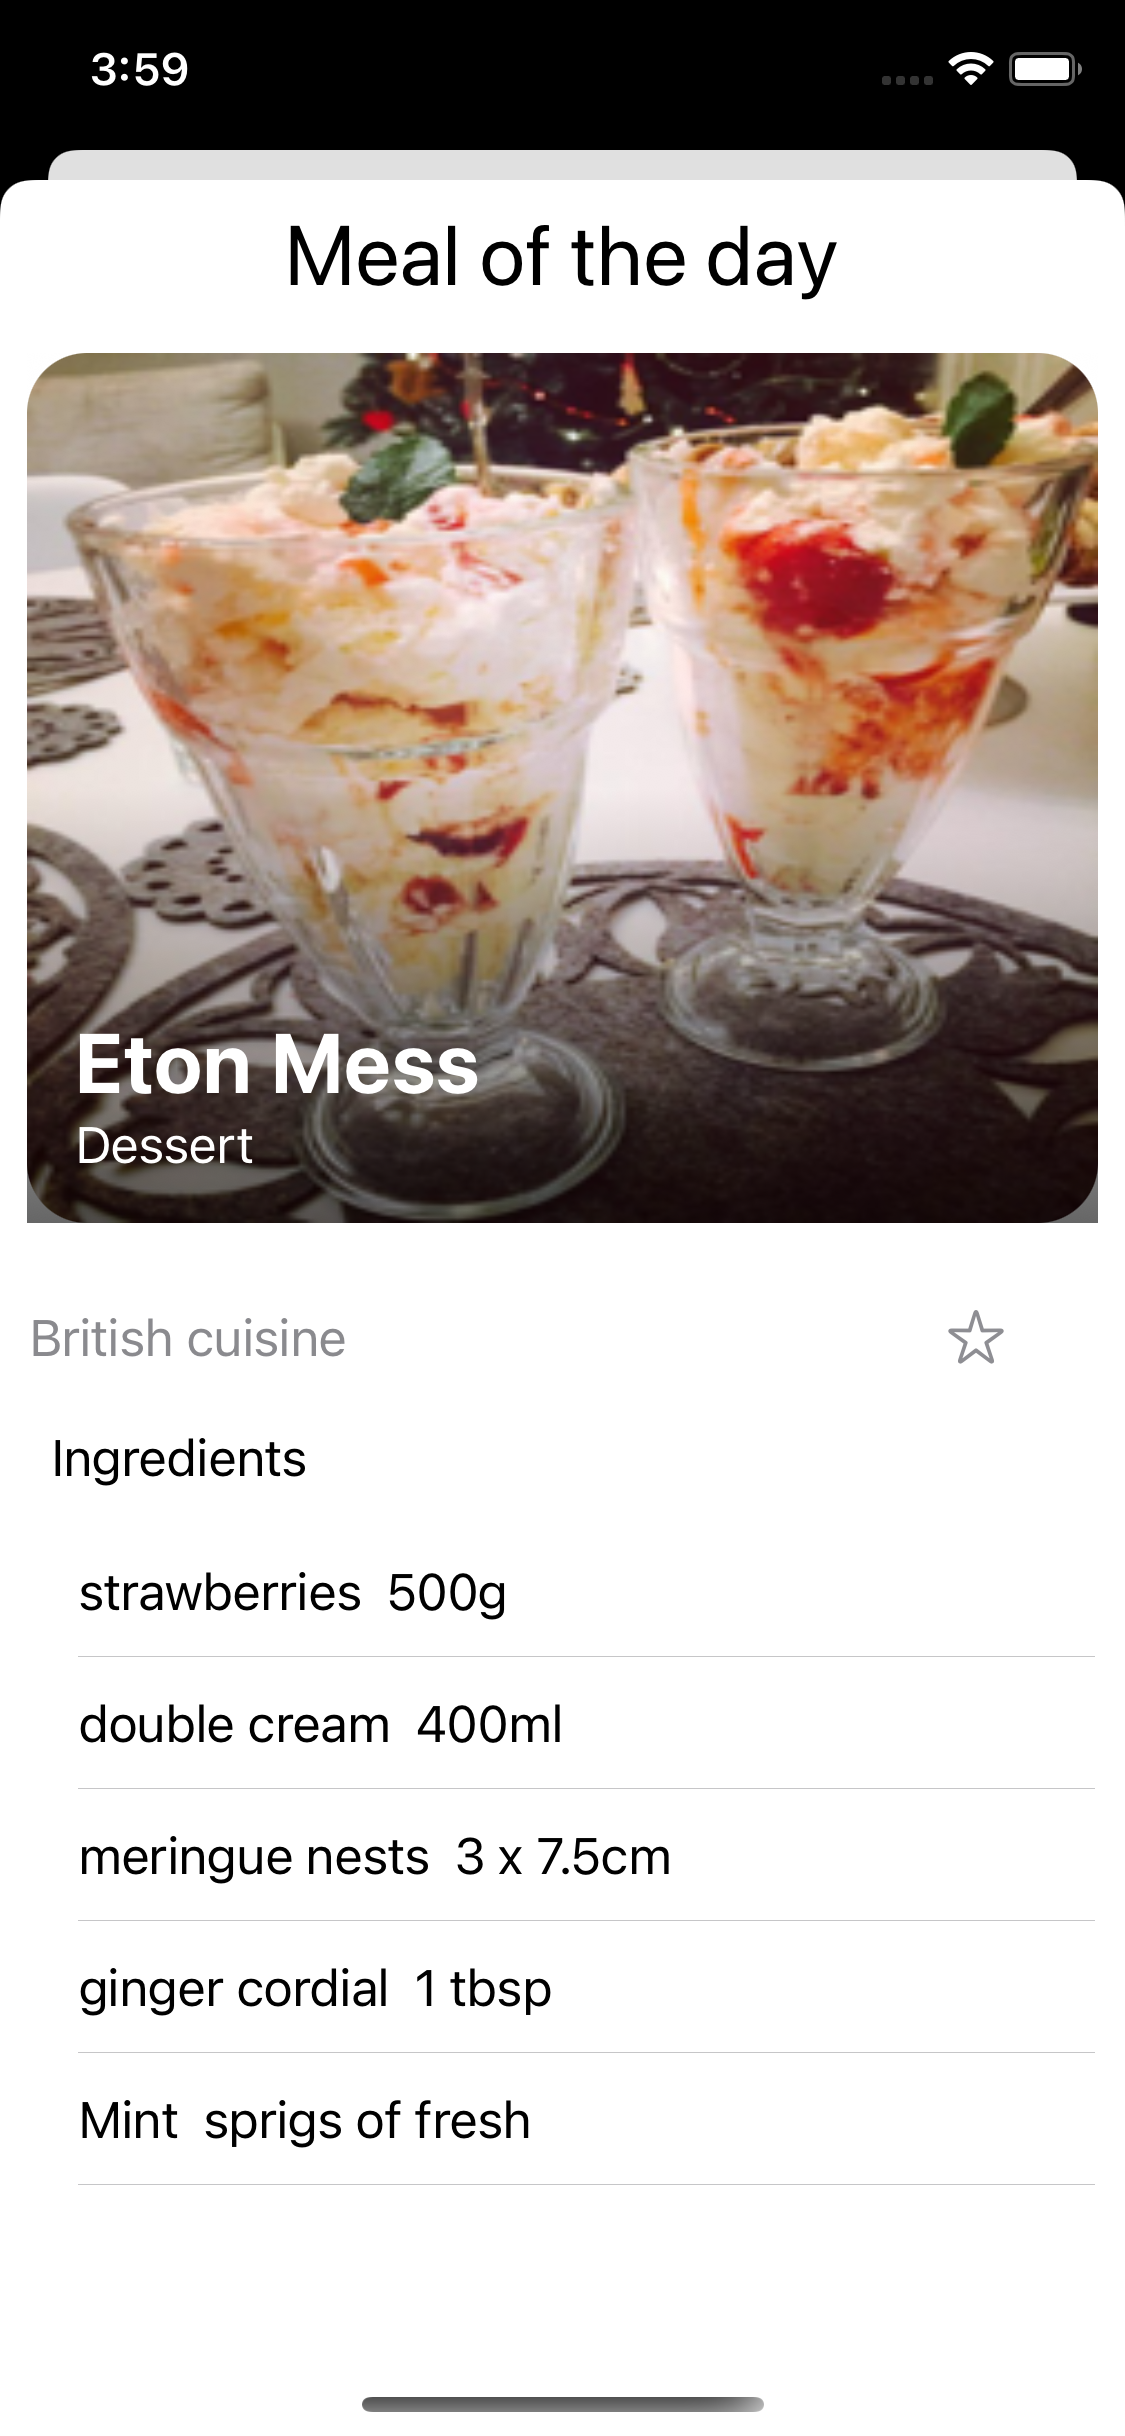 3:59
Meal of the day
Eton Mess
Dessert
British cuisine
Ingredients
strawberries 500g
double cream 400ml
meringue nests 3 x 7.5cm
ginger cordial 1 tbsp
Mint sprigs of fresh